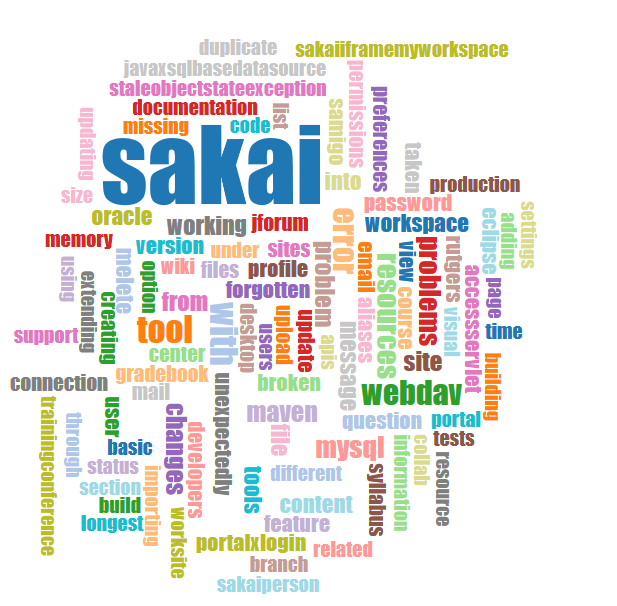 duplicate
sakaiiframemyworkspace
javaxsqlbasedatasource
staleobjectstateexception
permissions
preferences
documentation
list
samigo
missing
code
updating
sakai
taken
into
production
size
password
oracle
working
jforum
error
workspace
eclipse
adding
settings
memory
version
under
sites
problem
email
view
problems
rutgers
wiki
files
profile
using
extending
melete
option
resources
accessservlet
page
forgotten
creating
from
aliases
course
visual
support
tool
with
desktop
users
upload
update
apis
message
time
center
site
building
connection
gradebook
unexpectedly
broken
webdav
mail
trainingconference
user
changes
maven
question
portal
through
developers
file
mysql
information
collab
tests
basic
status
importing
tools
different
syllabus
resource
section
build
content
longest
worksite
feature
portalxlogin
related
branch
sakaiperson